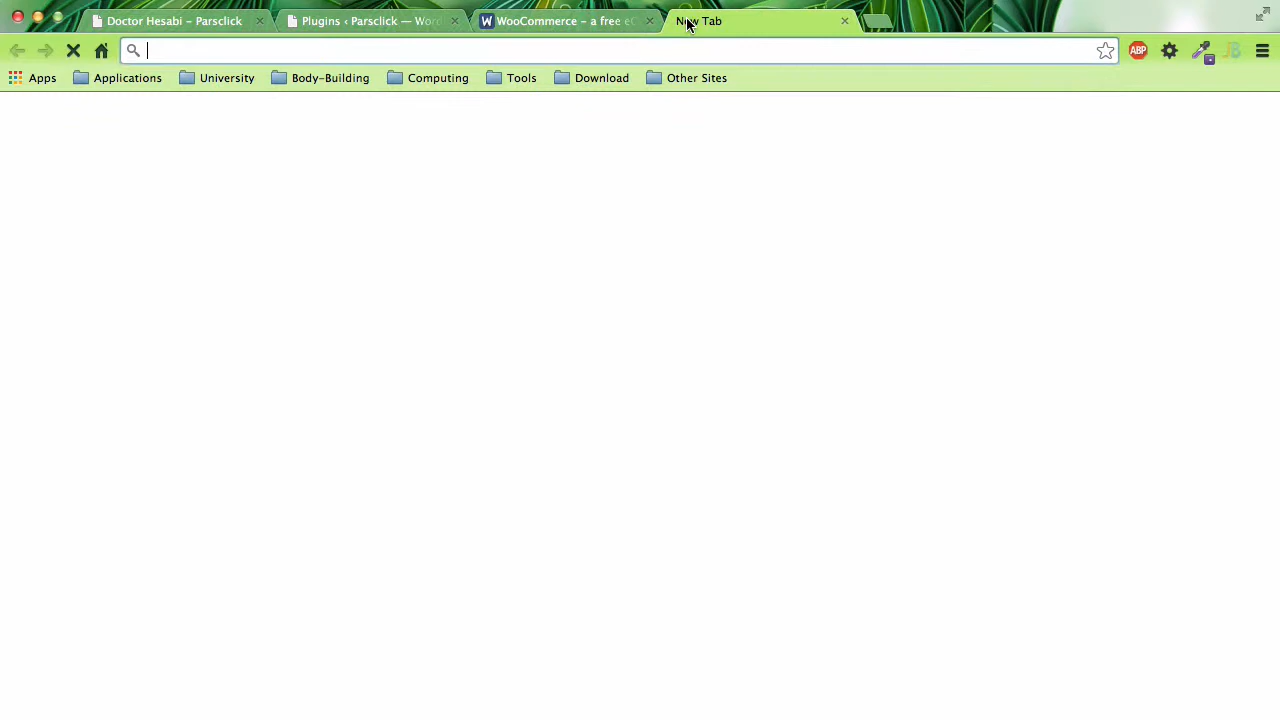 Doctor Hesabi – Parsclick
Plugins ‹ Parsclick — Word
WooCommerce – a free e
New Tab
ABP
Apps
Applications
University
Body-Building
Computing
Tools
Download
Other Sites